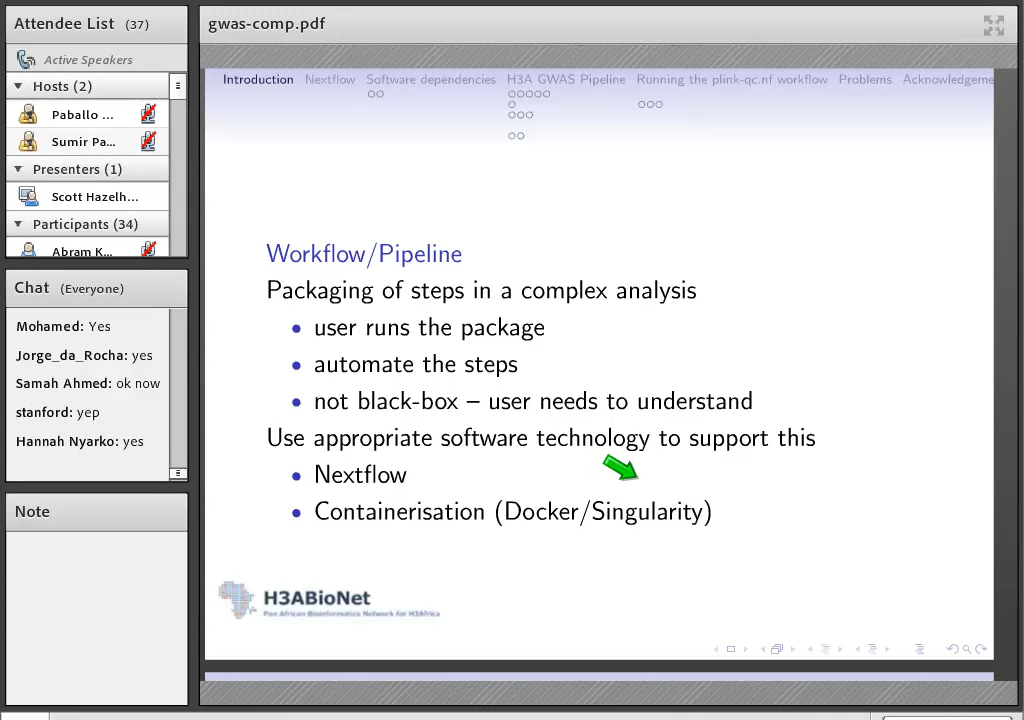 Attendee List (37)
Active Speakers
Hosts (2)
Paballo ...
Sumir Pa...
Presenters (1)
Scott Hazelh...
Participants (34)
Abram K...
Chat (Everyone)
Mohamed: Yes
Jorge_da_Rocha: yes
Samah Ahmed: ok now
stanford: yep
Hannah Nyarko: yes
Note
gwas-comp.pdf
Introduction Nextflow Software dependencies H3A GWAS Pipeline Running the plink-qc.nf workflow Problems Acknowledgeme
Workflow/Pipeline
Packaging of steps in a complex analysis
• user runs the package
• automate the steps
• not black-box – user needs to understand
Use appropriate software technology to support this
• Nextflow
• Containerisation (Docker/Singularity)
H3ABioNet
Pan African Bioinformatics Network for H3Africa